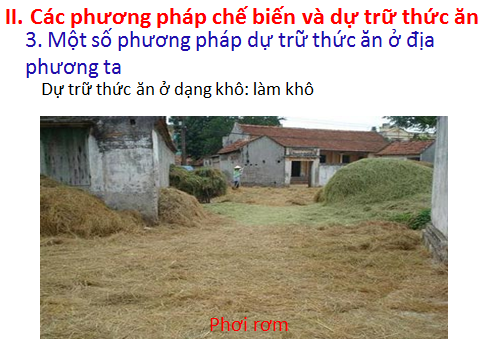 II. Các phương pháp chế biến và dự trữ thức ăn
3. Một số phương pháp dự trữ thức ăn ở địa
phương ta
Dự trữ thức ăn ở dạng khô: làm khô
Phơi rơm